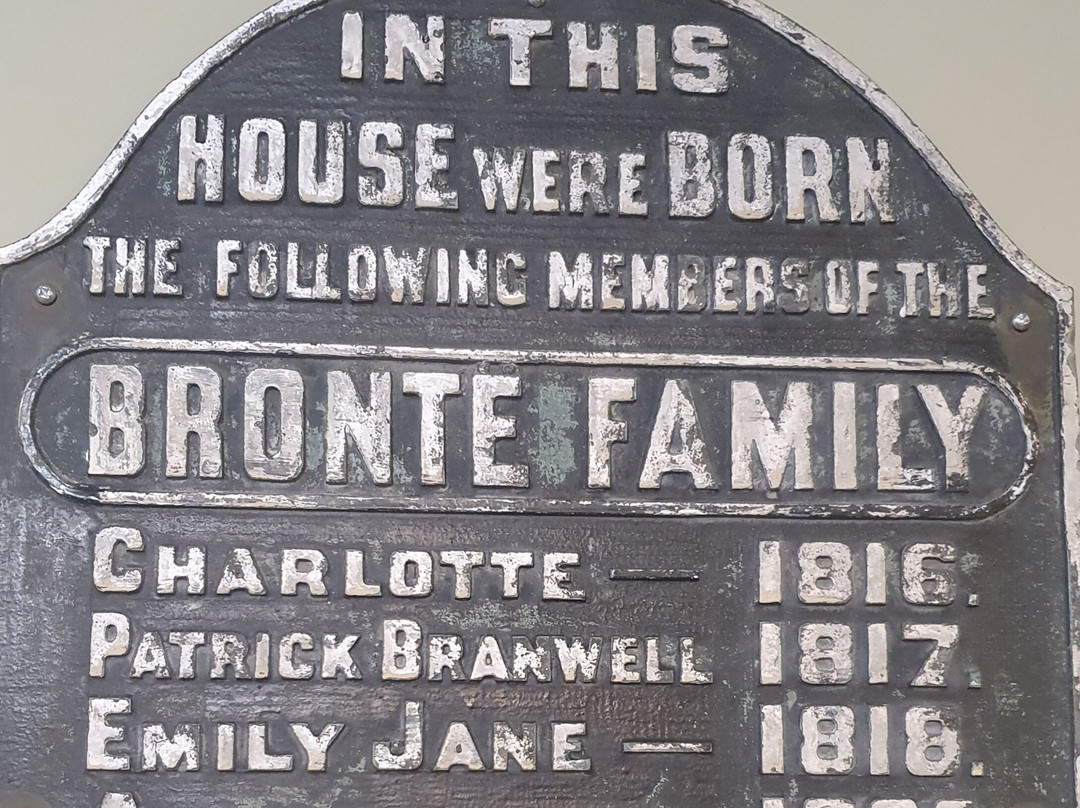 IN THIS
HOUSE WERE BORN
THE FOLLOWING MEMBERS OF THE
BRONTE FAMILY
CHARLOTTE — 1816.
PATRICK BRANWELL 1817.
EMILY JANE — 1818.